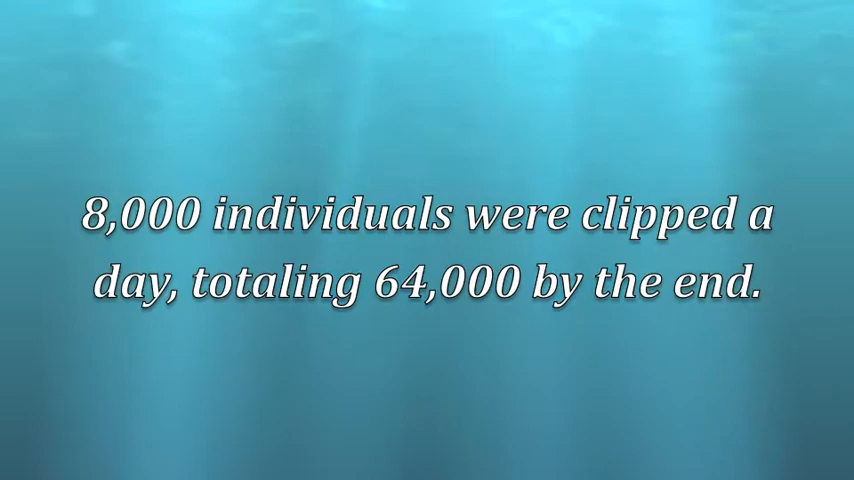 8,000 individuals were clipped a
day, totaling 64,000 by the end.